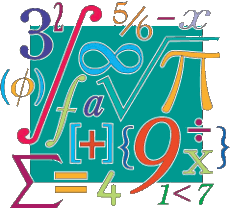 3² ∫ 5/6 − x
∞ √ π
(ϕ) f a
[+] { 9 ÷ x }
Σ = 4 1<7